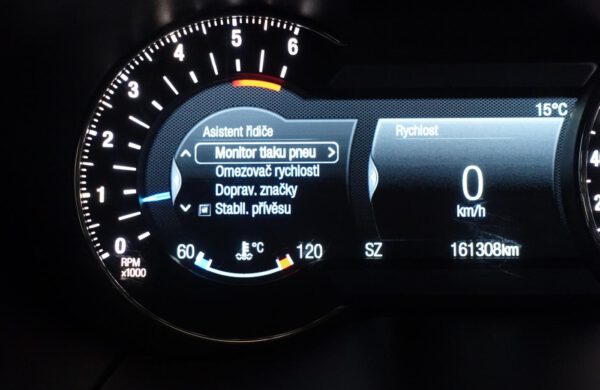 6
5
4
3
2
1
0
RPM
x1000
Asistent řidiče
Monitor tlaku pneu
Omezovač rychlosti
Doprav. značky
Stabil. přívěsu
60
°C
120
15°C
Rychlost
0
km/h
SZ
161308km